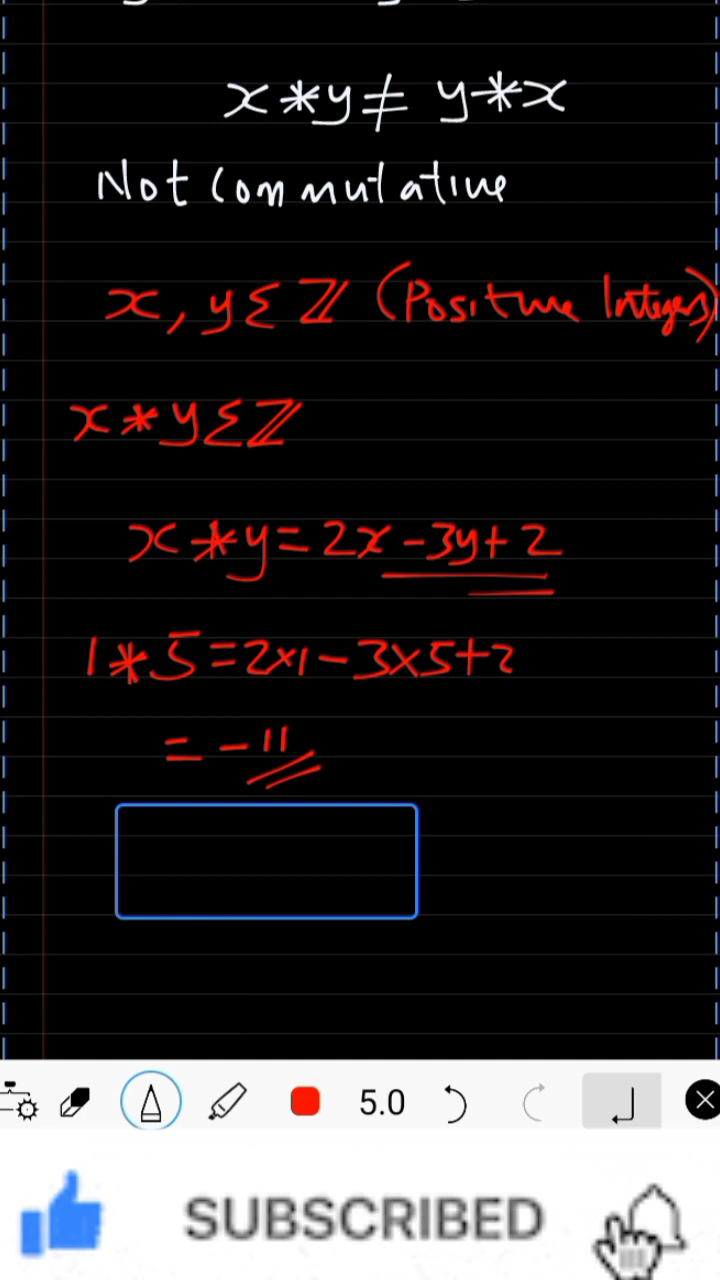 x*y≠ y*x
Not commutative
x, y Σ ℤ (Positive Integers)
x*y Σ ℤ
x*y=2x-3y+2
1*5=2×1-3×5+2
= -11
5.0
SUBSCRIBED